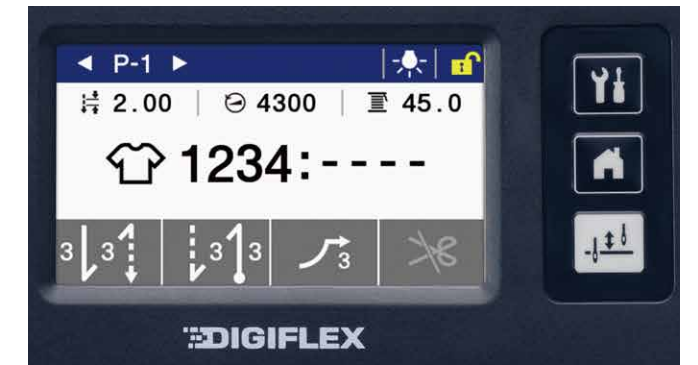 ◄ P-1 ►
2.00 | 4300 | 45.0
1234:----
3 3 3 3 3
DIGIFLEX